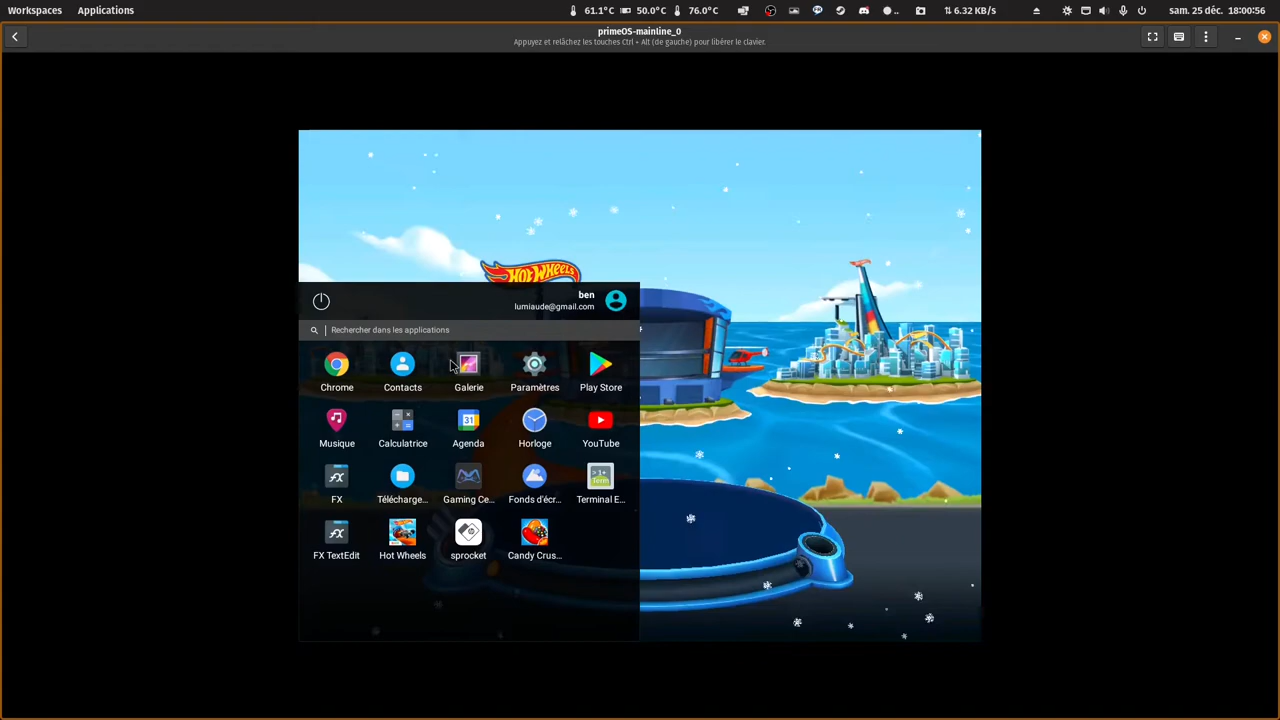 Workspaces Applications 61.1°C 50.0°C 76.0°C 6.32 KB/s sam. 25 déc. 18:00:56
primeOS-mainline_0
Appuyez et relâchez les touches Ctrl + Alt (de gauche) pour libérer le clavier.
HOT WHEELS
ben
lumiaude@gmail.com
Rechercher dans les applications
Chrome Contacts Galerie Paramètres Play Store
31
Musique Calculatrice Agenda Horloge YouTube
FX Télécharge... Gaming Ce... Fonds d'écr... Terminal E...
FX TextEdit Hot Wheels sprocket Candy Crus...